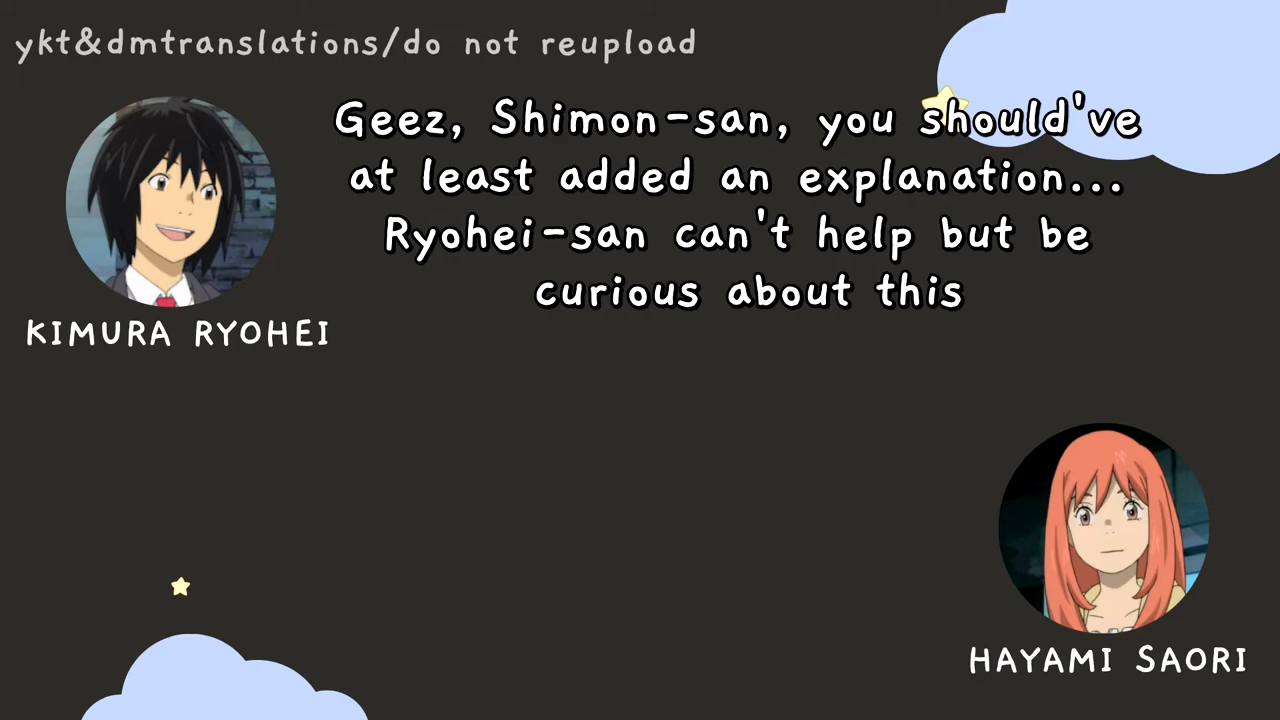 ykt&dmtranslations/do not reupload
Geez, Shimon-san, you should've
at least added an explanation...
Ryohei-san can't help but be
curious about this
KIMURA RYOHEI
HAYAMI SAORI